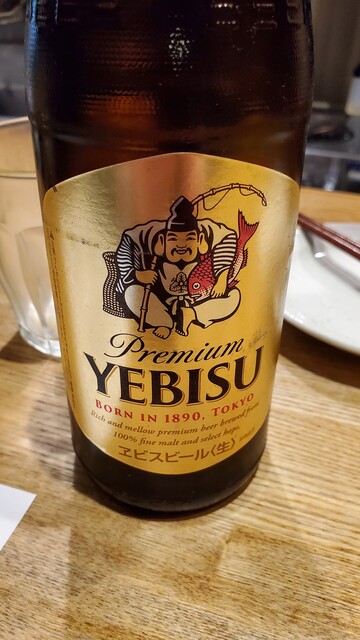 Premium
YEBISU
BORN IN 1890, TOKYO
Rich and mellow premium beer brewed from
100% fine malt and select hops.
ヱビスビール〈生〉